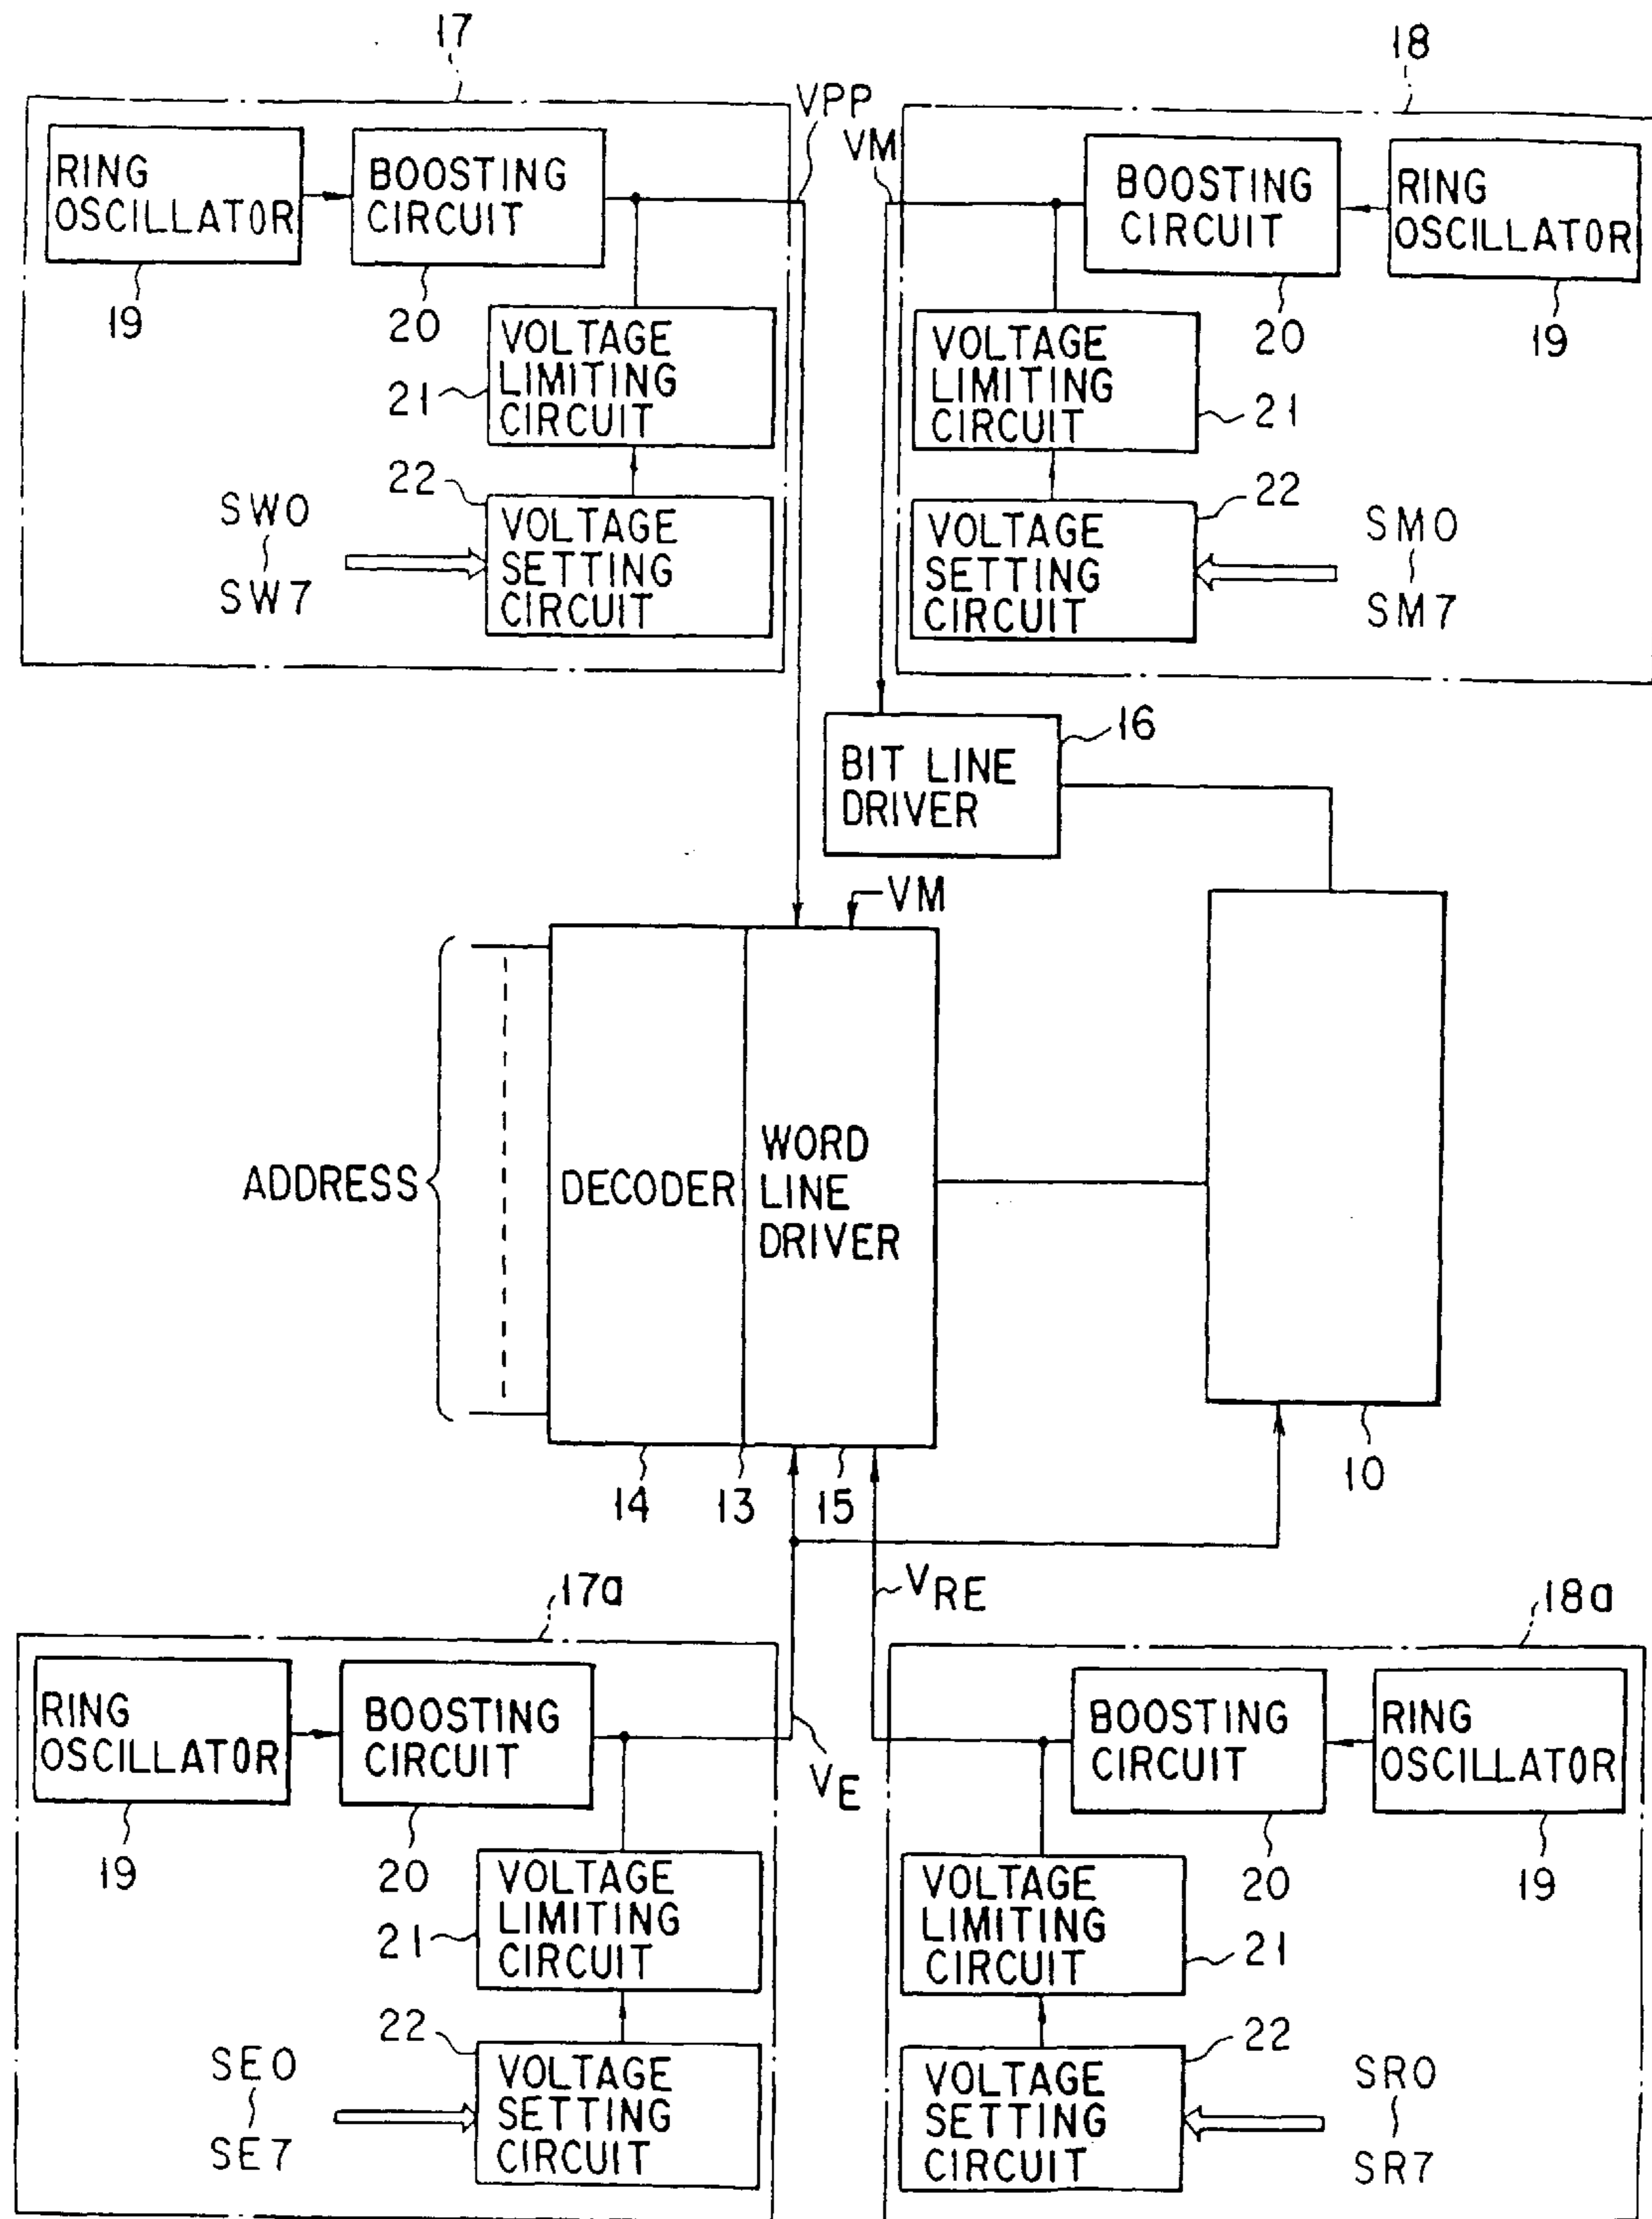 17
18
VPP
VM
RING
OSCILLATOR
BOOSTING
CIRCUIT
BOOSTING
CIRCUIT
RING
OSCILLATOR
19
20
20
19
VOLTAGE
LIMITING
CIRCUIT
21
VOLTAGE
LIMITING
CIRCUIT
21
SW0
SW7
22
VOLTAGE
SETTING
CIRCUIT
VOLTAGE
SETTING
CIRCUIT
22
SM0
SM7
16
BIT LINE
DRIVER
VM
ADDRESS
DECODER
WORD
LINE
DRIVER
14
13
15
10
17a
VRE
18a
RING
OSCILLATOR
BOOSTING
CIRCUIT
VE
BOOSTING
CIRCUIT
RING
OSCILLATOR
19
20
20
19
VOLTAGE
LIMITING
CIRCUIT
21
VOLTAGE
LIMITING
CIRCUIT
21
SE0
SE7
22
VOLTAGE
SETTING
CIRCUIT
VOLTAGE
SETTING
CIRCUIT
22
SR0
SR7